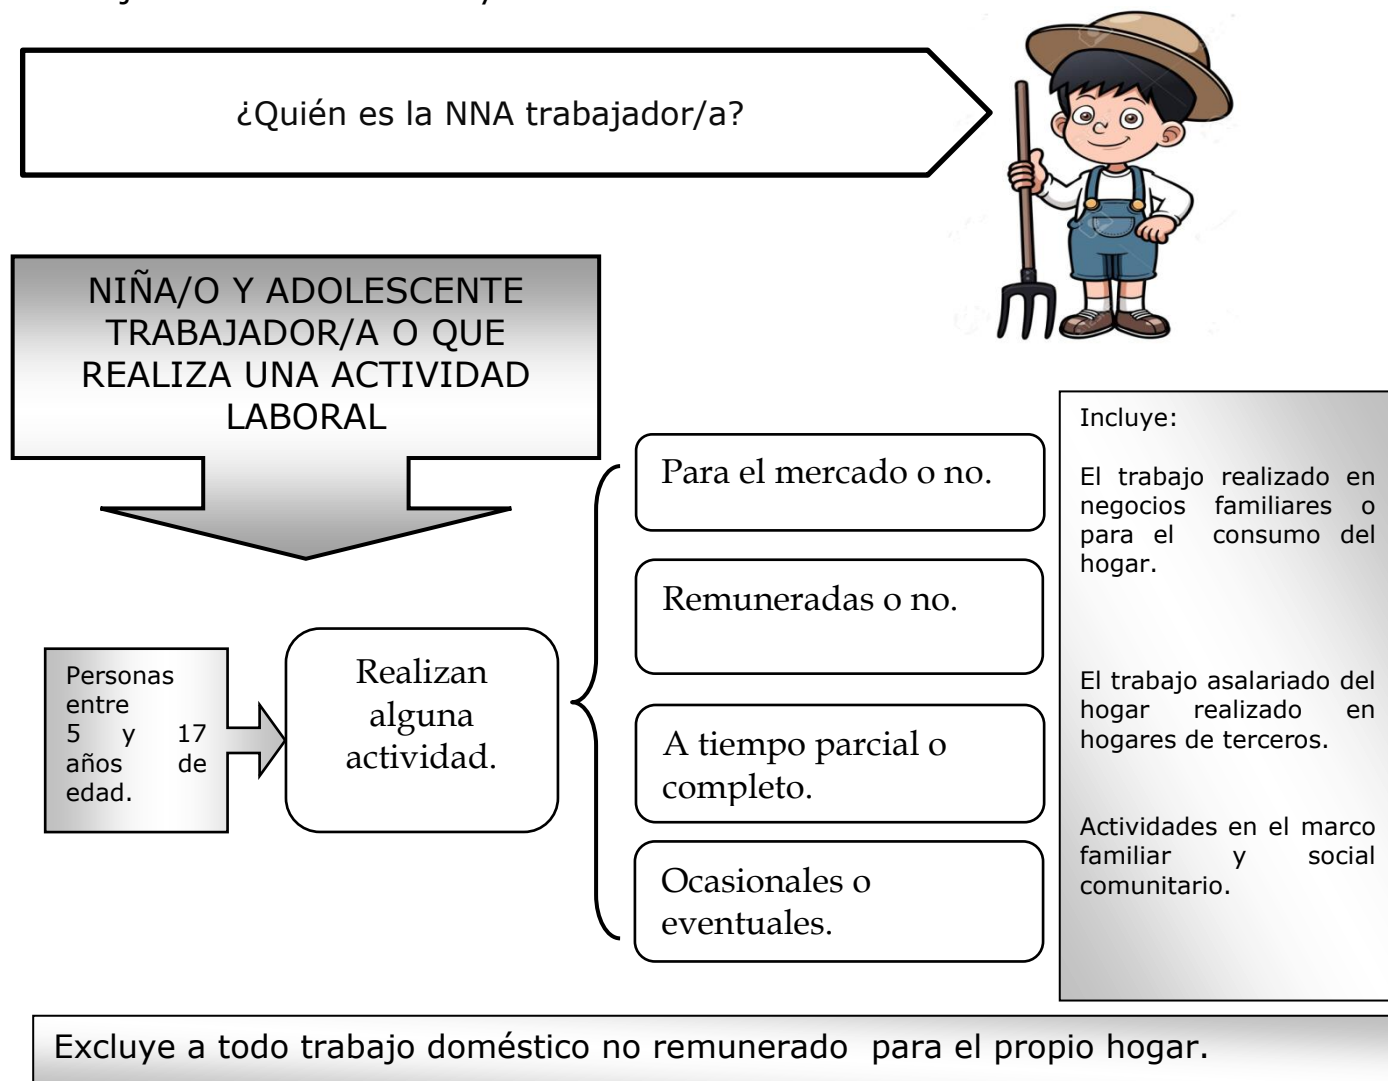 ¿Quién es la NNA trabajador/a?
NIÑA/O Y ADOLESCENTE
TRABAJADOR/A O QUE
REALIZA UNA ACTIVIDAD
LABORAL
Personas
entre
5 y 17
años de
edad.
Realizan
alguna
actividad.
Para el mercado o no.
Remuneradas o no.
A tiempo parcial o
completo.
Ocasionales o
eventuales.
Incluye:
El trabajo realizado en
negocios familiares o
para el consumo del
hogar.
El trabajo asalariado del
hogar realizado en
hogares de terceros.
Actividades en el marco
familiar y social
comunitario.
Excluye a todo trabajo doméstico no remunerado para el propio hogar.